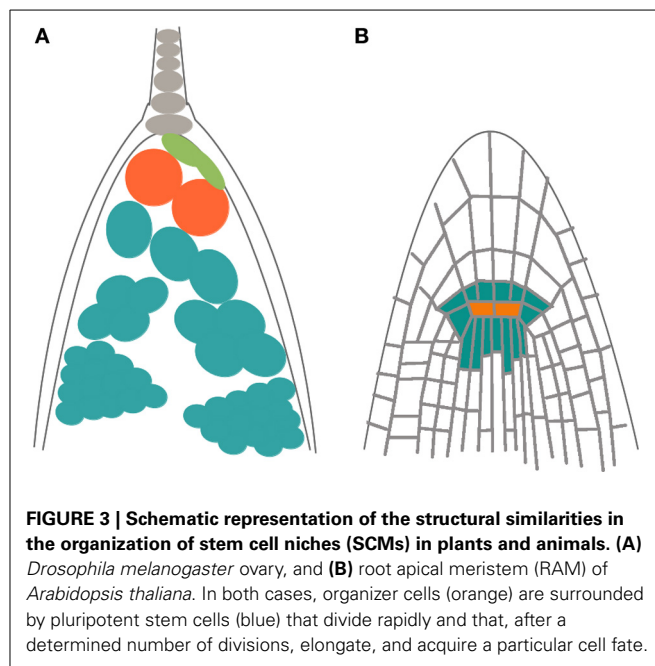 A
B
FIGURE 3 | Schematic representation of the structural similarities in
the organization of stem cell niches (SCMs) in plants and animals. (A)
Drosophila melanogaster ovary, and (B) root apical meristem (RAM) of
Arabidopsis thaliana. In both cases, organizer cells (orange) are surrounded
by pluripotent stem cells (blue) that divide rapidly and that, after a
determined number of divisions, elongate, and acquire a particular cell fate.